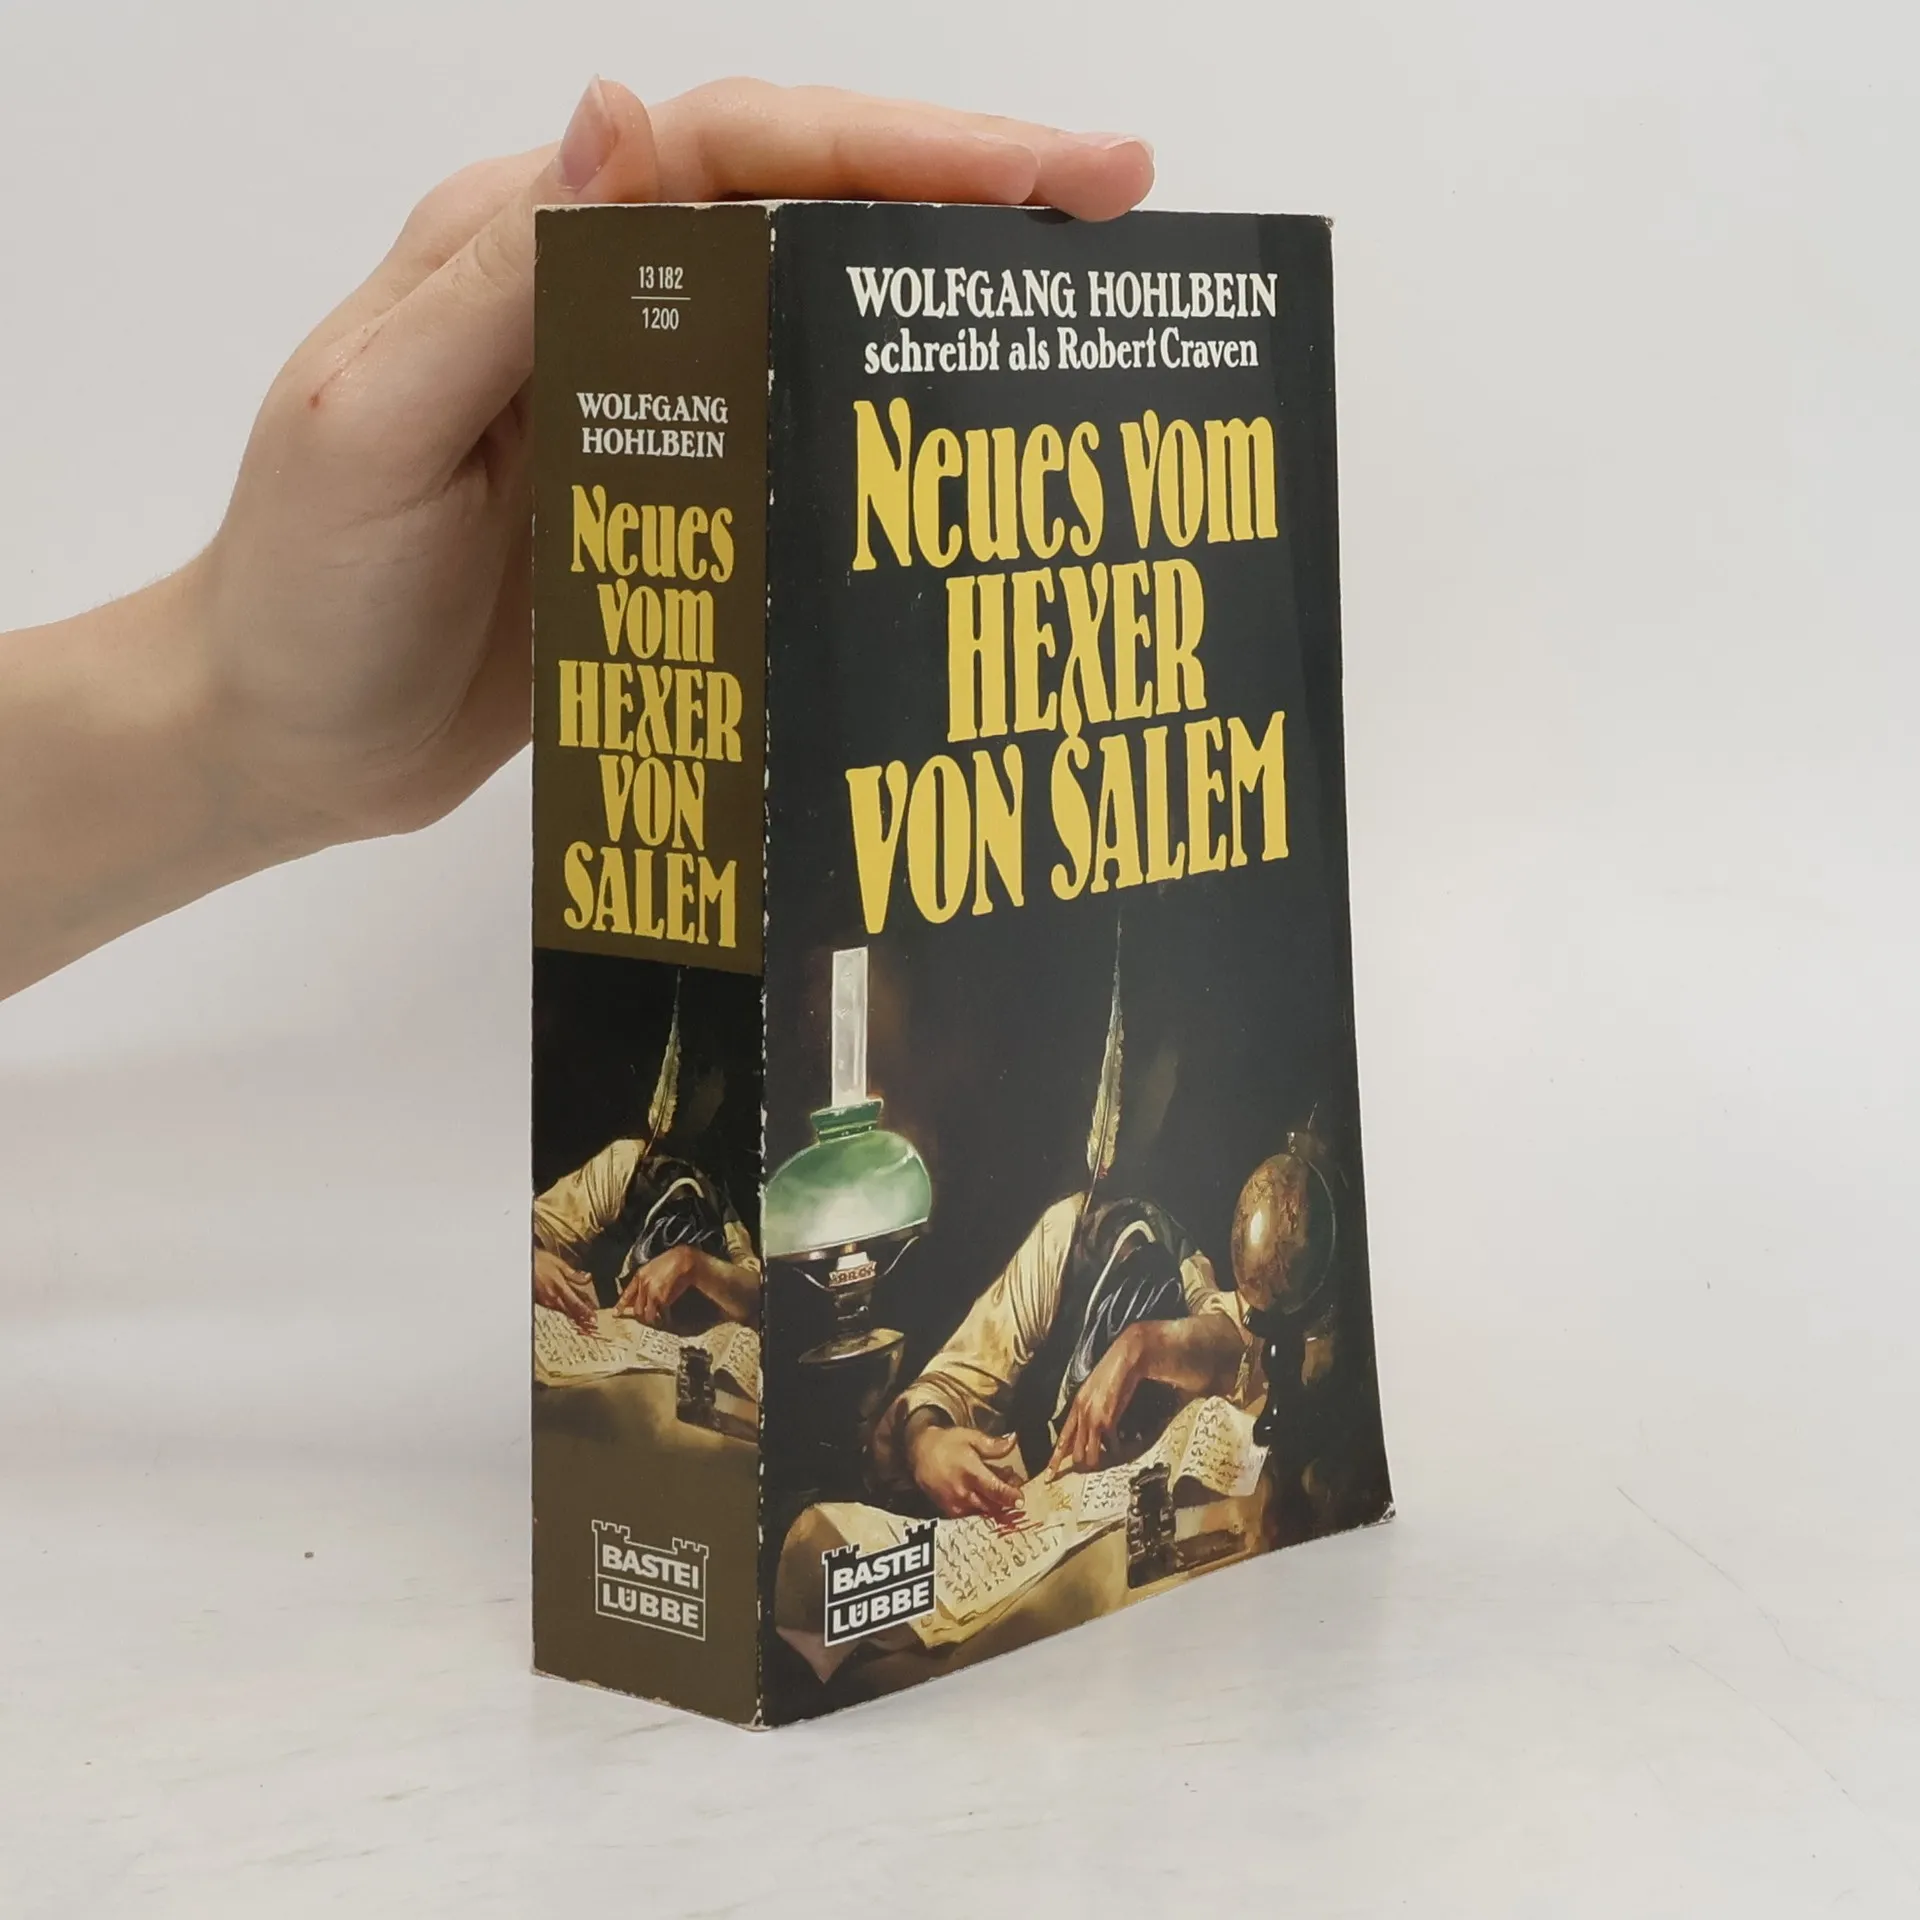 13 182
1200
WOLFGANG
HOHLBEIN
Neues
vom
HEXER
VON
SALEM
BASTEI
LÜBBE
WOLFGANG HOHLBEIN
schreibt als Robert Craven
Neues vom
HEXER
VON SALEM
BASTEI
LÜBBE